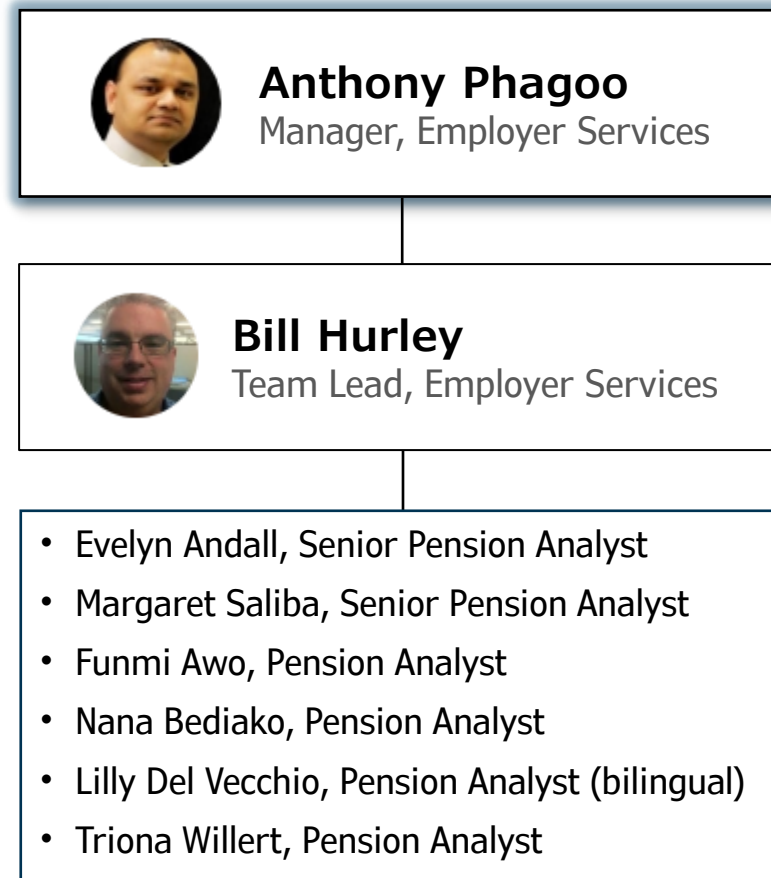 Anthony Phagoo
Manager, Employer Services
Bill Hurley
Team Lead, Employer Services
• Evelyn Andall, Senior Pension Analyst
• Margaret Saliba, Senior Pension Analyst
• Funmi Awo, Pension Analyst
• Nana Bediako, Pension Analyst
• Lilly Del Vecchio, Pension Analyst (bilingual)
• Triona Willert, Pension Analyst